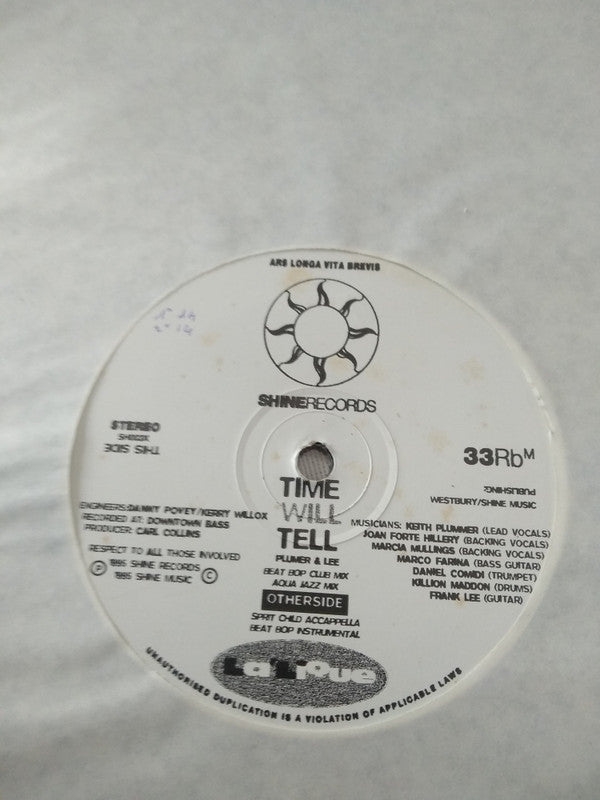 ARS LONGA VITA BREVIS
SHINERECORDS
STEREO
THIS SIDE
33RbM
PUBLISHING:
WESTBURY/SHINE MUSIC
TIME
WILL
TELL
PLUMER & LEE
BEAT BOP CLUB MIX
AQUA JAZZ MIX
OTHERSIDE
SPRIT CHILD ACCAPPELLA
BEAT BOP INSTRUMENTAL
ENGINEERS: DANNY POVEY/KERRY WILLOX
RECORDED AT: DOWNTOWN BASS
PRODUCER: CARL COLLINS
RESPECT TO ALL THOSE INVOLVED
Ⓟ 1995 SHINE RECORDS
1995 SHINE MUSIC ©
MUSICIANS: KEITH PLUMMER (LEAD VOCALS)
JOAN FORTE HILLERY (BACKING VOCALS)
MARCIA MULLINGS (BACKING VOCALS)
MARCO FARINA (BASS GUITAR)
DANIEL COMIDI (TRUMPET)
KILLION MADDON (DRUMS)
FRANK LEE (GUITAR)
UNAUTHORISED DUPLICATION IS A VIOLATION OF APPLICABLE LAWS